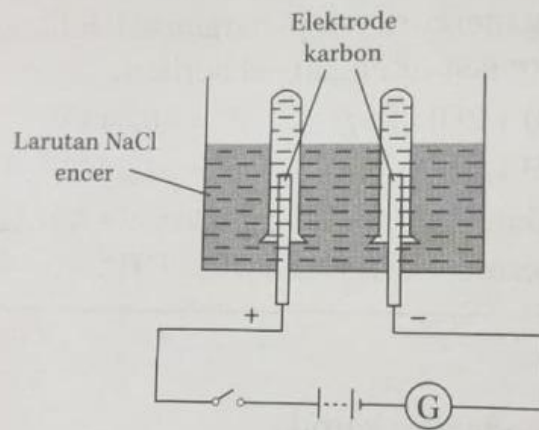 Elektrode
karbon
Larutan NaCl
encer
+
−
G